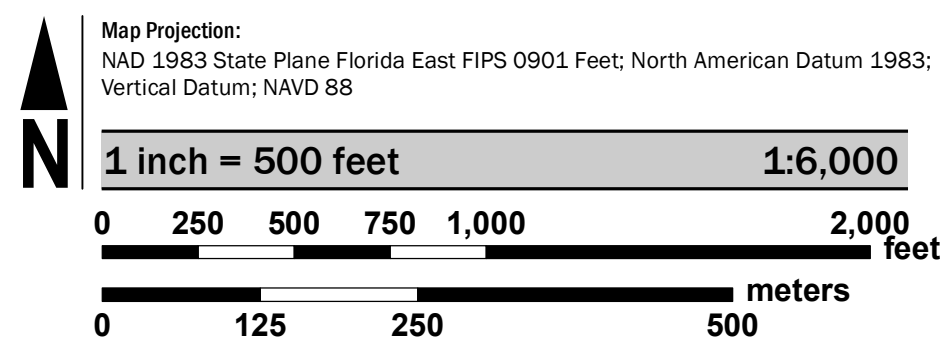 Map Projection:
NAD 1983 State Plane Florida East FIPS 0901 Feet; North American Datum 1983;
Vertical Datum; NAVD 88
N
1 inch = 500 feet 1:6,000
0 250 500 750 1,000 2,000
feet
meters
0 125 250 500